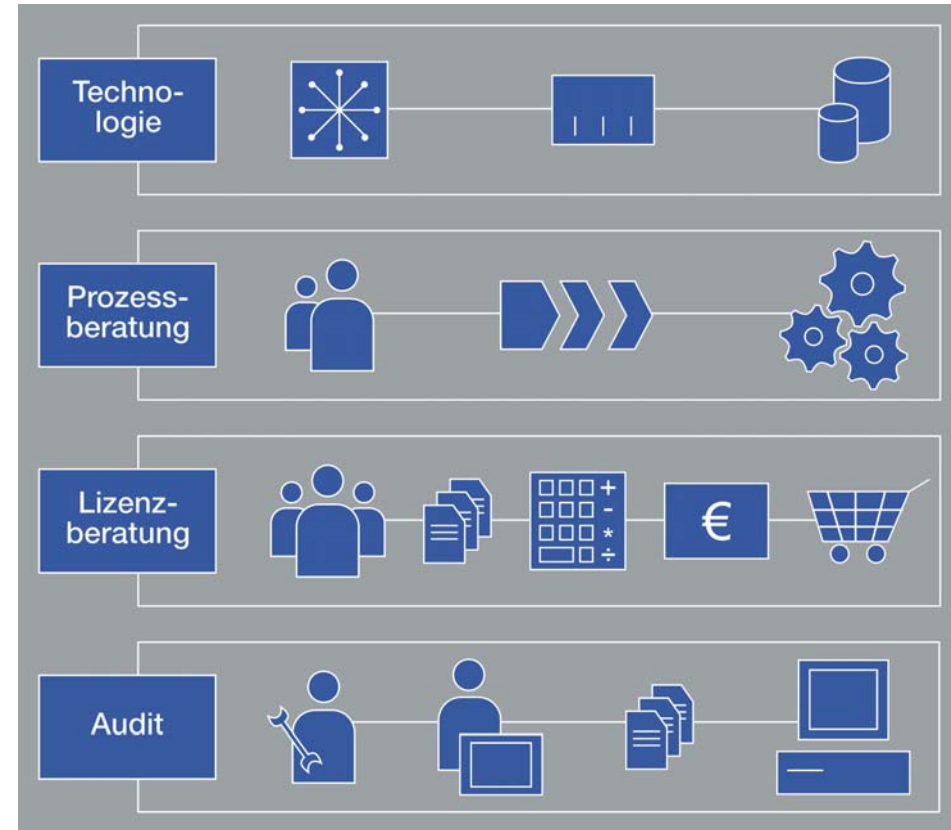 Techno-
logie
Prozess-
beratung
Lizenz-
beratung
+
-
*
÷
€
Audit